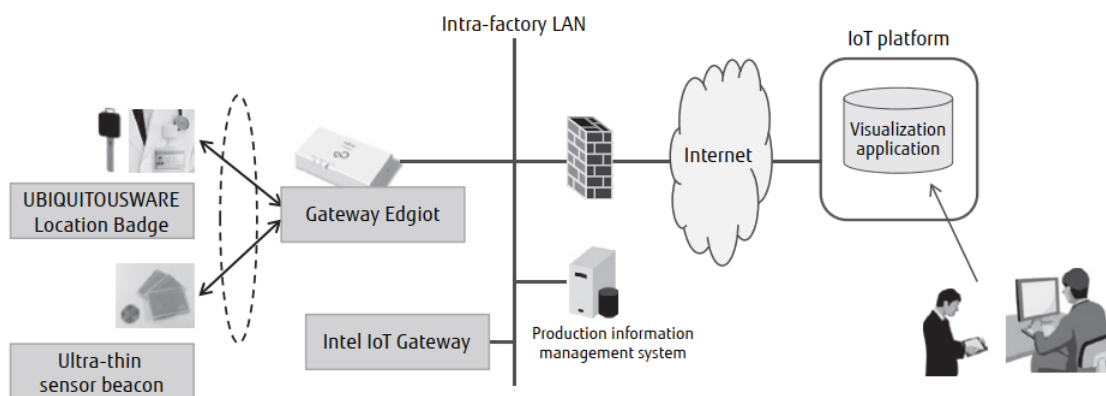 Intra-factory LAN
IoT platform
Visualization
application
Internet
UBIQUITOUSWARE
Location Badge
Gateway Edgiot
Production information
management system
Intel IoT Gateway
Ultra-thin
sensor beacon